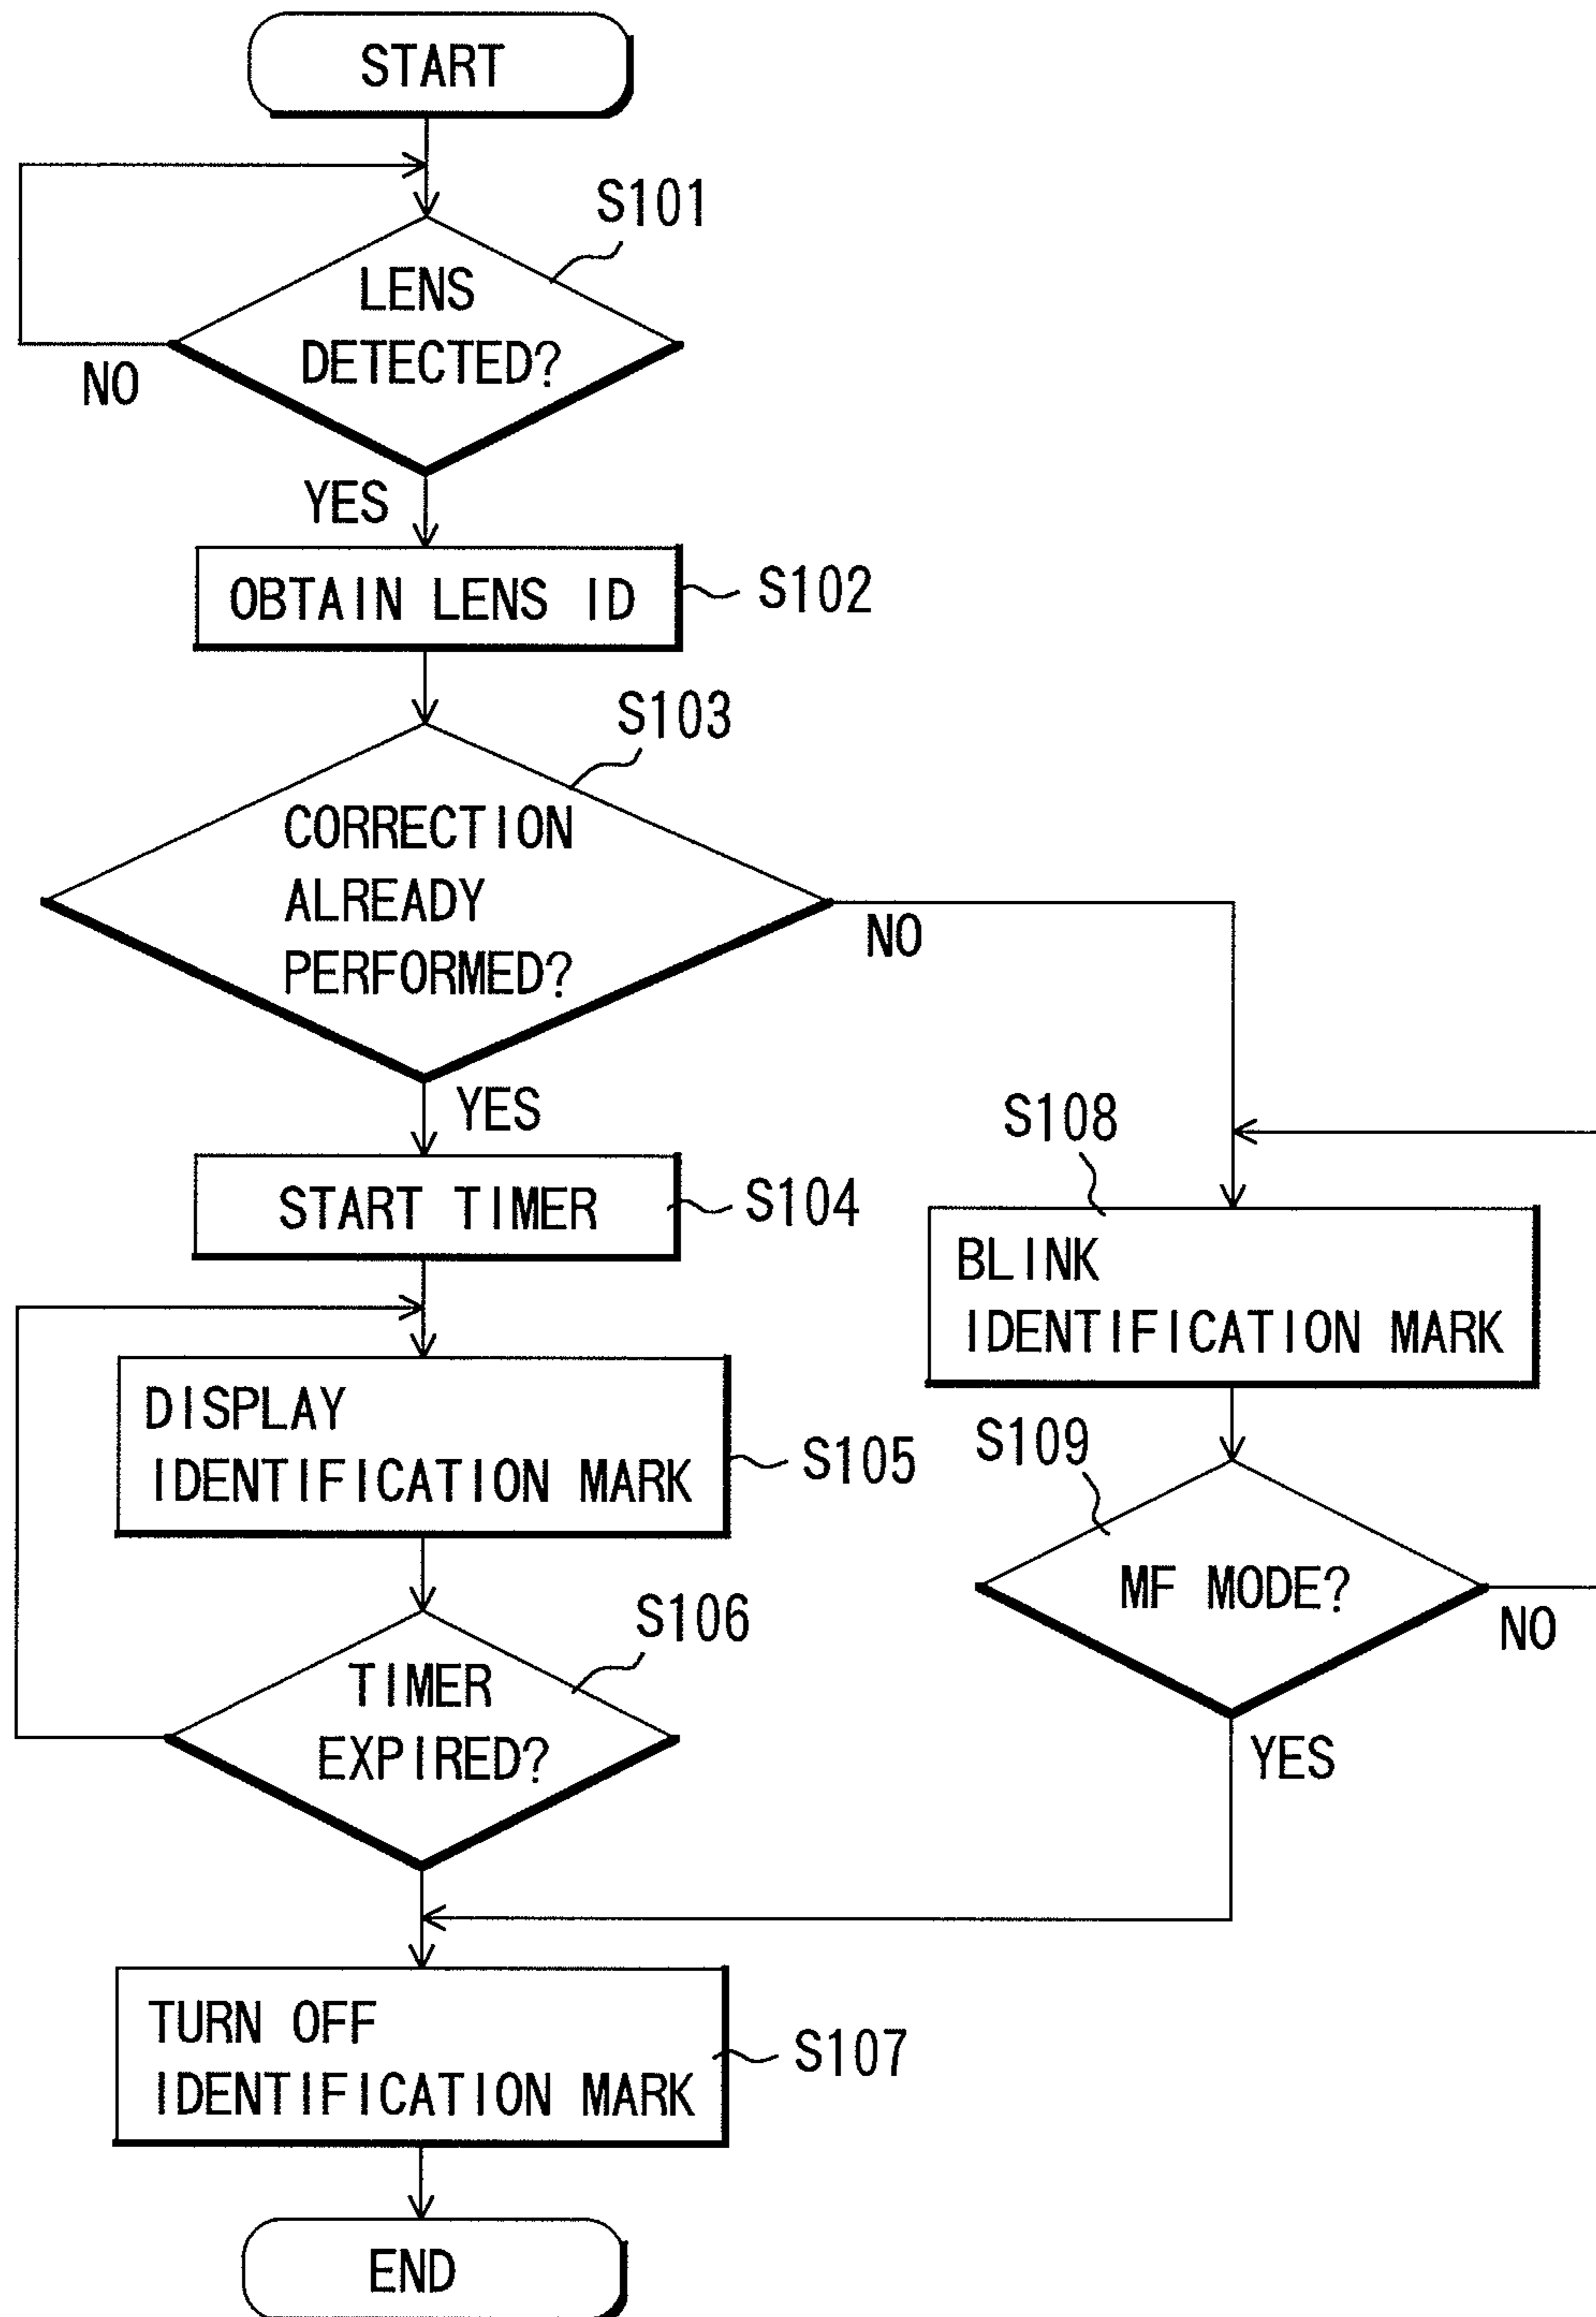 START
S101
LENS
DETECTED?
NO
YES
OBTAIN LENS ID
S102
S103
CORRECTION
ALREADY
PERFORMED?
NO
YES
START TIMER
S104
DISPLAY
IDENTIFICATION MARK
S105
S106
TIMER
EXPIRED?
S108
BLINK
IDENTIFICATION MARK
S109
MF MODE?
NO
YES
TURN OFF
IDENTIFICATION MARK
S107
END